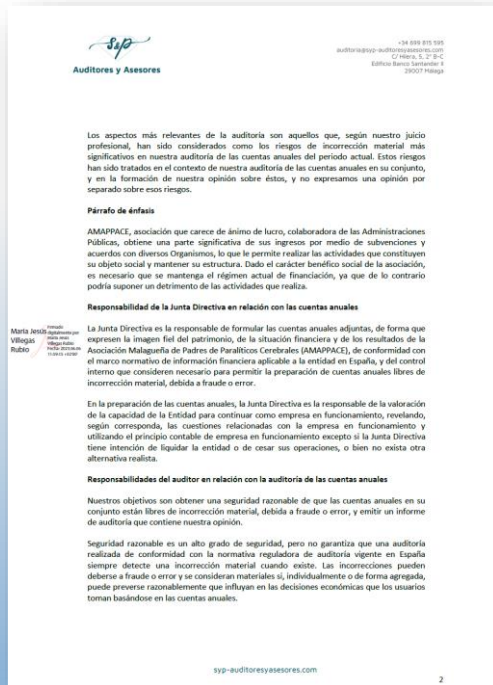 S&P
Auditores y Asesores
+34 699 815 595
auditoria@syp-auditoresyasesores.com
C/ Hilera, 5, 2º B-C
Edificio Banco Santander II
29007 Málaga
Los aspectos más relevantes de la auditoría son aquellos que, según nuestro juicio
profesional, han sido considerados como los riesgos de incorrección material más
significativos en nuestra auditoría de las cuentas anuales del periodo actual. Estos riesgos
han sido tratados en el contexto de nuestra auditoría de las cuentas anuales en su conjunto,
y en la formación de nuestra opinión sobre éstos, y no expresamos una opinión por
separado sobre esos riesgos.
Párrafo de énfasis
AMAPPACE, asociación que carece de ánimo de lucro, colaboradora de las Administraciones
Públicas, obtiene una parte significativa de sus ingresos por medio de subvenciones y
acuerdos con diversos Organismos, lo que le permite realizar las actividades que constituyen
su objeto social y mantener su estructura. Dado el carácter benéfico social de la asociación,
es necesario que se mantenga el régimen actual de financiación, ya que de lo contrario
podría suponer un detrimento de las actividades que realiza.
Responsabilidad de la Junta Directiva en relación con las cuentas anuales
María Jesús
Villegas
Rubio
Firmado
digitalmente por
María Jesús
Villegas Rubio
La Junta Directiva es la responsable de formular las cuentas anuales adjuntas, de forma que
expresen la imagen fiel del patrimonio, de la situación financiera y de los resultados de la
Asociación Malagueña de Padres de Paralíticos Cerebrales (AMAPPACE), de conformidad con
el marco normativo de información financiera aplicable a la entidad en España, y del control
interno que consideren necesario para permitir la preparación de cuentas anuales libres de
incorrección material, debida a fraude o error.
En la preparación de las cuentas anuales, la Junta Directiva es la responsable de la valoración
de la capacidad de la Entidad para continuar como empresa en funcionamiento, revelando,
según corresponda, las cuestiones relacionadas con la empresa en funcionamiento y
utilizando el principio contable de empresa en funcionamiento excepto si la Junta Directiva
tiene intención de liquidar la entidad o de cesar sus operaciones, o bien no exista otra
alternativa realista.
Responsabilidades del auditor en relación con la auditoría de las cuentas anuales
Nuestros objetivos son obtener una seguridad razonable de que las cuentas anuales en su
conjunto están libres de incorrección material, debida a fraude o error, y emitir un informe
de auditoría que contiene nuestra opinión.
Seguridad razonable es un alto grado de seguridad, pero no garantiza que una auditoría
realizada de conformidad con la normativa reguladora de auditoría vigente en España
siempre detecte una incorrección material cuando existe. Las incorrecciones pueden
deberse a fraude o error y se consideran materiales si, individualmente o de forma agregada,
puede preverse razonablemente que influyan en las decisiones económicas que los usuarios
toman basándose en las cuentas anuales.
syp-auditoresyasesores.com
2